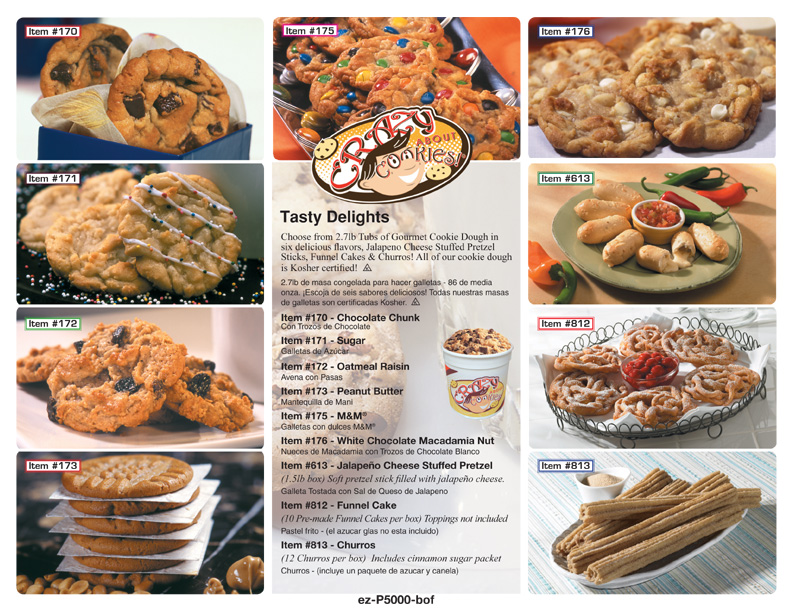 Item #170
Item #175
Item #176
CRAZY
ABOUT
COOKIES!
Item #171
Item #613
Tasty Delights
Choose from 2.7lb Tubs of Gourmet Cookie Dough in
six delicious flavors, Jalapeno Cheese Stuffed Pretzel
Sticks, Funnel Cakes & Churros! All of our cookie dough
is Kosher certified!
2.7lb de masa congelada para hacer galletas - 86 de media
onza. ¡Escoja de seis sabores deliciosos! Todas nuestras masas
de galletas son certificadas Kosher.
Item #172
Item #812
Item #170 - Chocolate Chunk
Con Trozos de Chocolate
Item #171 - Sugar
Galletas de Azúcar
Item #172 - Oatmeal Raisin
Avena con Pasas
Item #173 - Peanut Butter
Mantequilla de Mani
Item #175 - M&M®
Galletas con dulces M&M®
Item #176 - White Chocolate Macadamia Nut
Nueces de Macadamia con Trozos de Chocolate Blanco
Item #613 - Jalapeño Cheese Stuffed Pretzel
(1.5lb box) Soft pretzel stick filled with jalapeño cheese.
Galleta Tostada con Sal de Queso de Jalapeno
Item #812 - Funnel Cake
(10 Pre-made Funnel Cakes per box) Toppings not included
Pastel frito - (el azucar glas no esta incluido)
Item #813 - Churros
(12 Churros per box) Includes cinnamon sugar packet
Churros - (incluye un paquete de azucar y canela)
CRAZY
COOKIES!
Item #173
Item #813
ez-P5000-bof